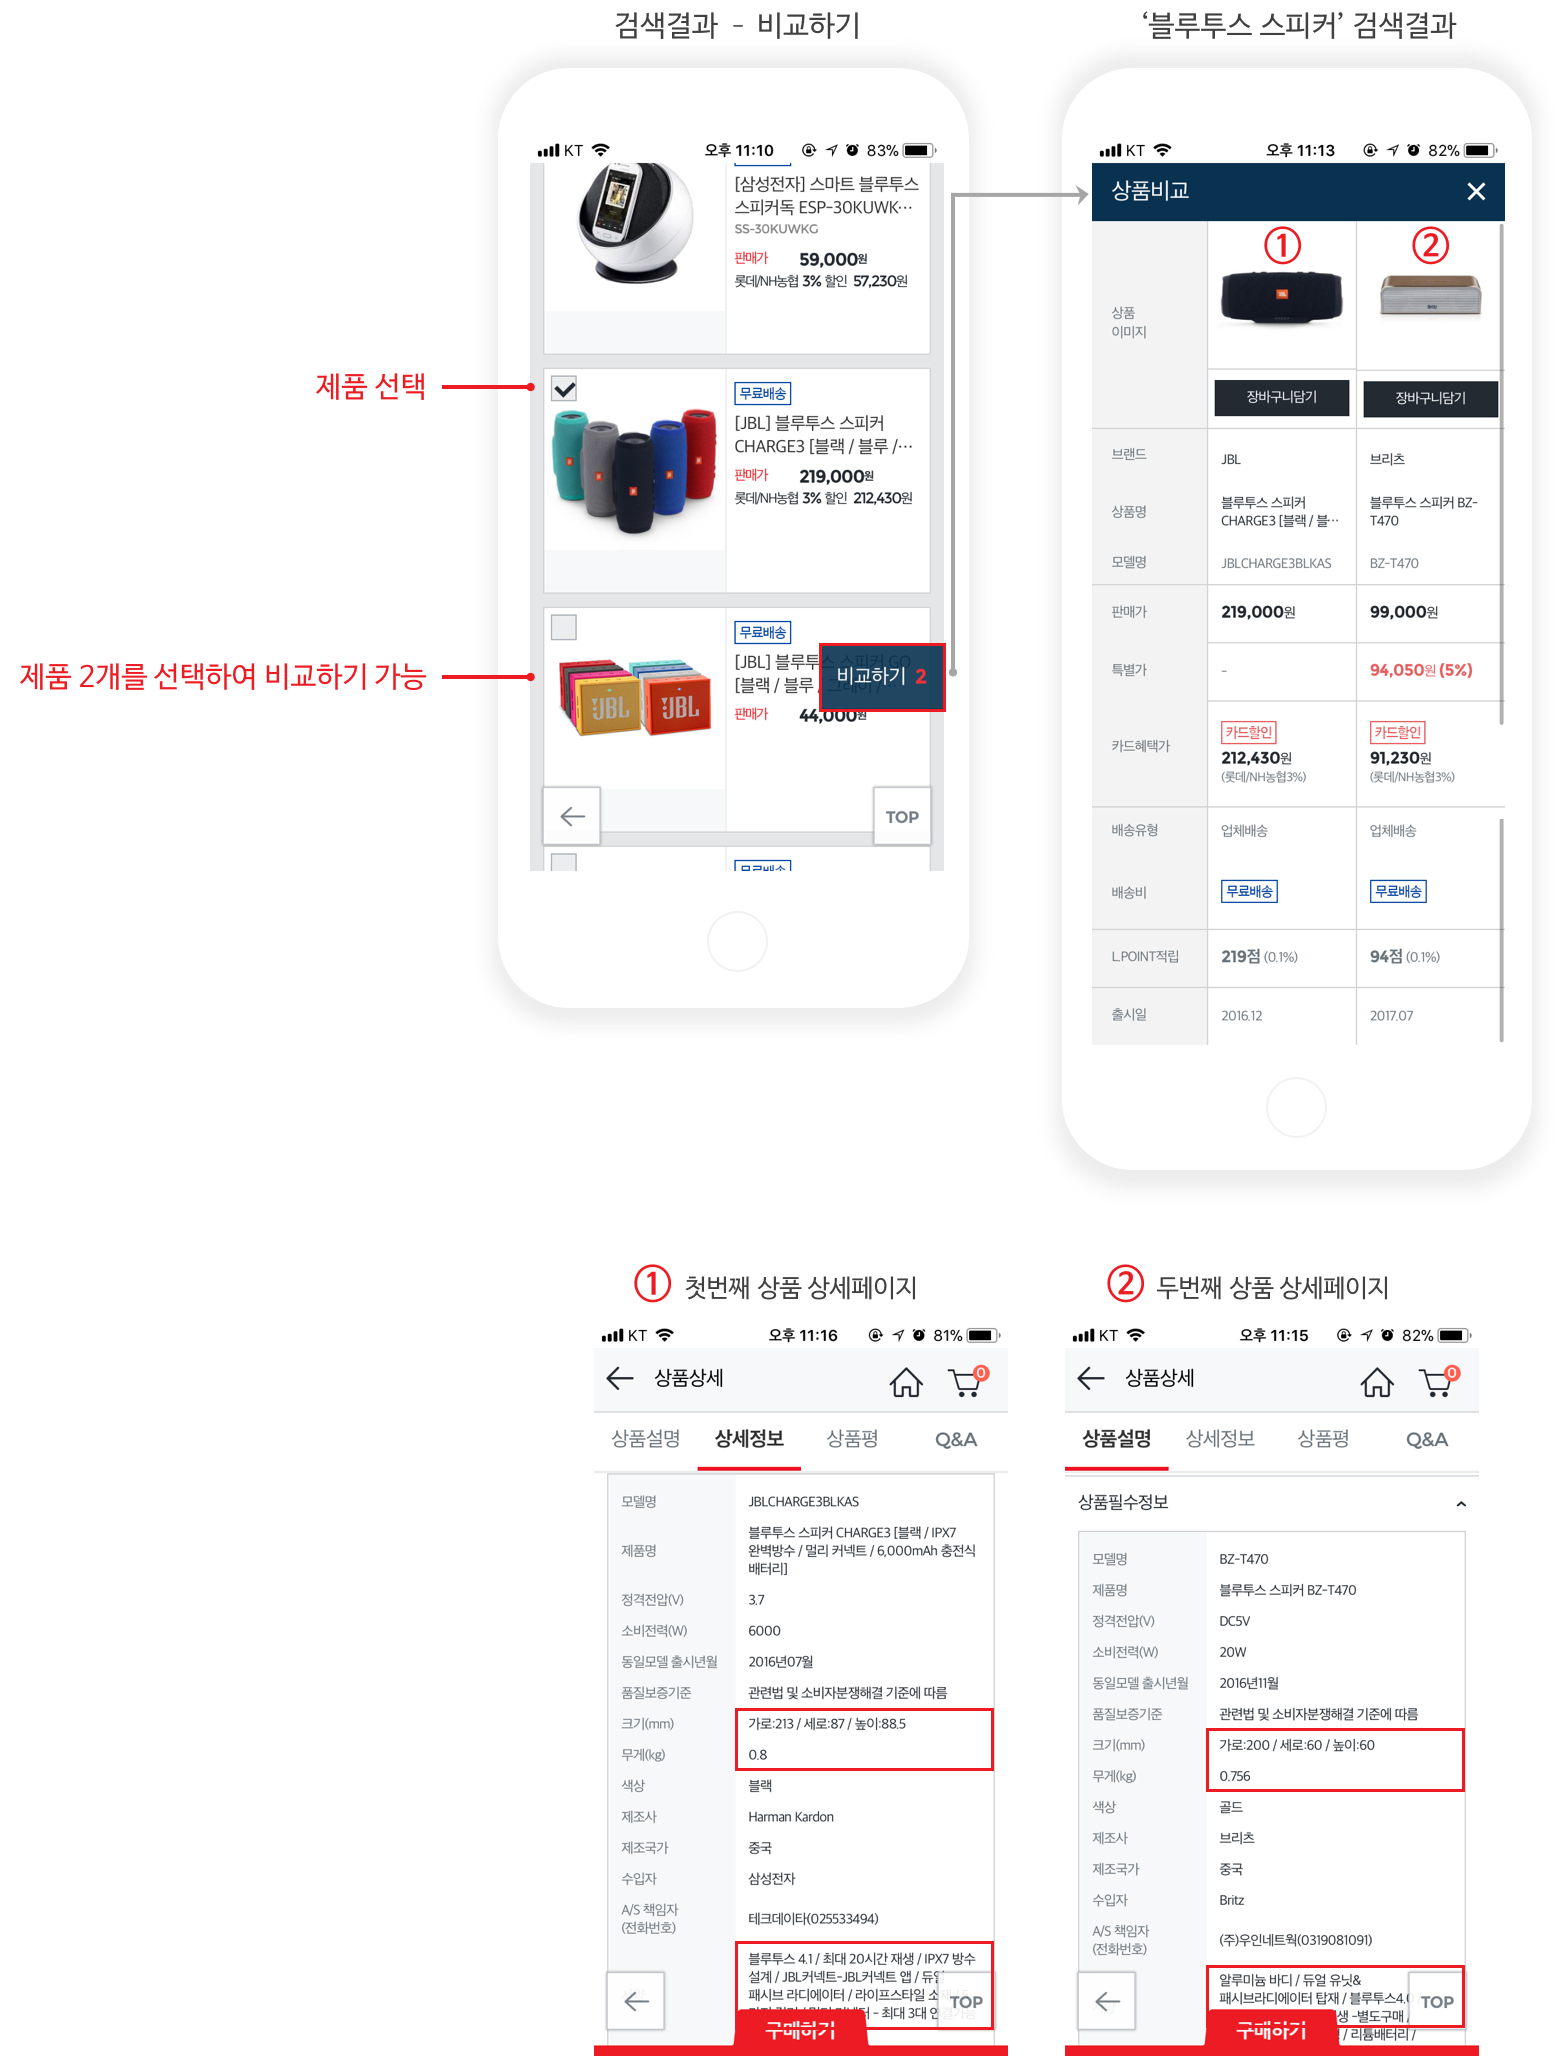 검색결과 - 비교하기
‘블루투스 스피커’ 검색결과
KT
오후 11:10
83%
[삼성전자] 스마트 블루투스
스피커독 ESP-30KUWK…
SS-30KUWKG
판매가 59,000원
롯데/NH농협 3% 할인 57,230원
제품 선택
무료배송
[JBL] 블루투스 스피커
CHARGE3 [블랙 / 블루 /…
판매가 219,000원
롯데/NH농협 3% 할인 212,430원
제품 2개를 선택하여 비교하기 가능
무료배송
[JBL] 블루투스 스피커 GO
[블랙 / 블루 / 그레이 /
비교하기 2
판매가 44,000원
JBL
JBL
TOP
무료배송
KT
오후 11:13
82%
상품비교
①
②
상품
이미지
장바구니담기
장바구니담기
브랜드 JBL 브리츠
상품명
블루투스 스피커
CHARGE3 [블랙 / 블…
블루투스 스피커 BZ-
T470
모델명 JBLCHARGE3BLKAS BZ-T470
판매가 219,000원 99,000원
특별가 - 94,050원 (5%)
카드혜택가
카드할인
212,430원
(롯데/NH농협3%)
카드할인
91,230원
(롯데/NH농협3%)
배송유형 업체배송 업체배송
배송비 무료배송 무료배송
L.POINT적립 219점 (0.1%) 94점 (0.1%)
출시일 2016.12 2017.07
① 첫번째 상품 상세페이지
KT
오후 11:16
81%
상품상세
0
상품설명 상세정보 상품평 Q&A
모델명 JBLCHARGE3BLKAS
제품명
블루투스 스피커 CHARGE3 [블랙 / IPX7
완벽방수 / 멀리 커넥트 / 6,000mAh 충전식
배터리]
정격전압(V) 3.7
소비전력(W) 6000
동일모델 출시년월 2016년07월
품질보증기준 관련법 및 소비자분쟁해결 기준에 따름
크기(mm) 가로:213 / 세로:87 / 높이:88.5
무게(kg) 0.8
색상 블랙
제조사 Harman Kardon
제조국가 중국
수입자 삼성전자
A/S 책임자
(전화번호)
테크데이타(025533494)
블루투스 4.1 / 최대 20시간 재생 / IPX7 방수
설계 / JBL커넥트-JBL커넥트 앱 / 듀얼
패시브 라디에이터 / 라이프스타일
- 최대 3대
TOP
구매하기
② 두번째 상품 상세페이지
KT
오후 11:15
82%
상품상세
0
상품설명 상세정보 상품평 Q&A
상품필수정보
모델명 BZ-T470
제품명 블루투스 스피커 BZ-T470
정격전압(V) DC5V
소비전력(W) 20W
동일모델 출시년월 2016년11월
품질보증기준 관련법 및 소비자분쟁해결 기준에 따름
크기(mm) 가로:200 / 세로:60 / 높이:60
무게(kg) 0.756
색상 골드
제조사 브리츠
제조국가 중국
수입자 Britz
A/S 책임자
(전화번호)
(주)우인네트웍(0319081091)
알루미늄 바디 / 듀얼 유닛&
패시브라디에이터 탑재 / 블루투스4.0
생 -별도구매 /
/ 리튬배터리 /
TOP
구매하기